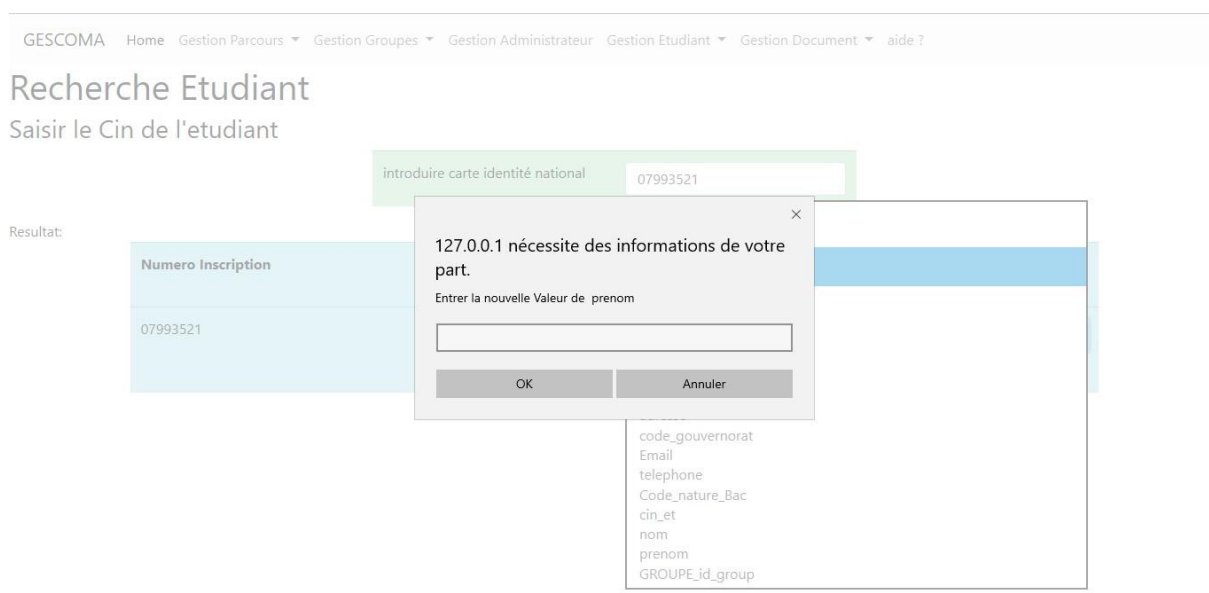 GESCOMA Home Gestion Parcours Gestion Groupes Gestion Administrateur Gestion Etudiant Gestion Document aide ?
Recherche Etudiant
Saisir le Cin de l'etudiant
introduire carte identité national 07993521
Resultat:
Numero Inscription
07993521
127.0.0.1 nécessite des informations de votre
part.
Entrer la nouvelle Valeur de prenom
OK Annuler
code_gouvernorat
Email
telephone
Code_nature_Bac
cin_et
nom
prenom
GROUPE_id_group